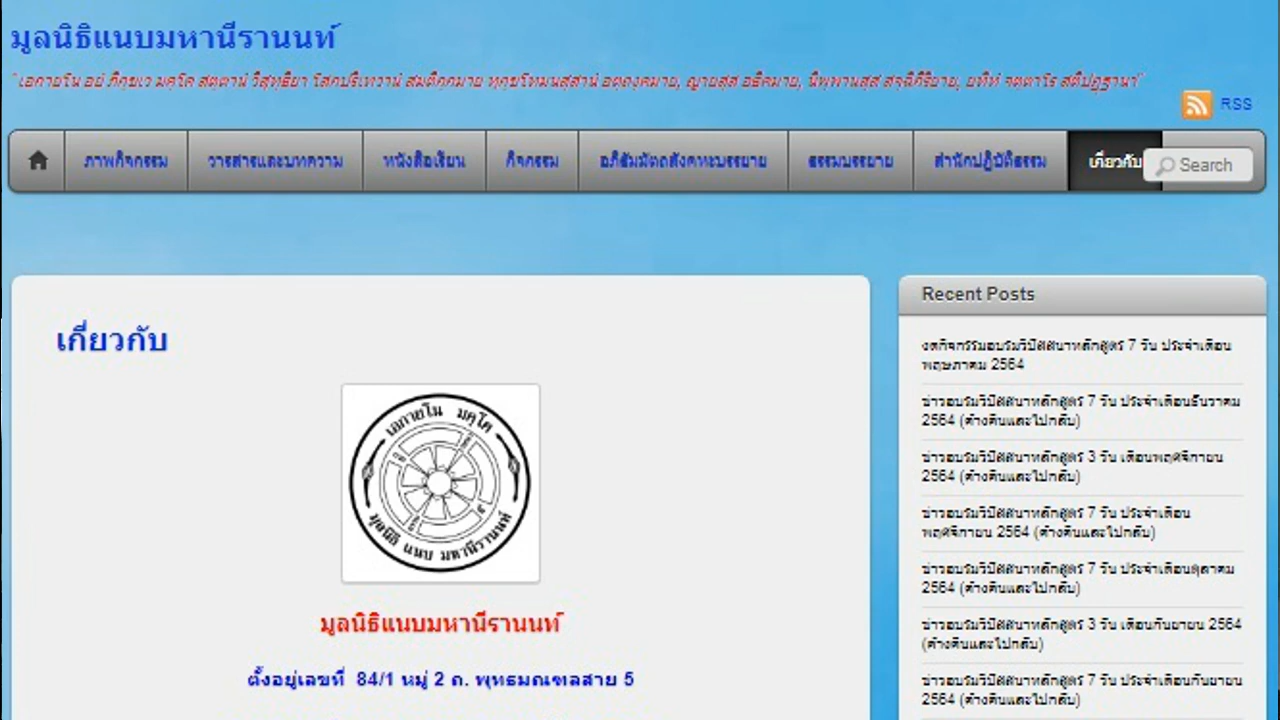 มูลนิธิแนบมหานีรานนท์
"เอกายโน อยํ ภิกฺขเว มคฺโค สตฺตานํ วิสุทฺธิยา โสกปริเทวานํ สมติกฺกมาย ทุกฺขโทมนสฺสานํ อตฺถงฺคมาย, ญายสฺส อธิคมาย, นิพฺพานสฺส สจฺฉิกิริยาย, ยทิทํ จตฺตาโร สติปฏฺฐานา"
RSS
ภาพกิจกรรม วารสารและบทความ หนังสือเรียน กิจกรรม อภิธัมมัตถสังคหะบรรยาย ธรรมบรรยาย สำนักปฏิบัติธรรม เกี่ยวกับ Search
เกี่ยวกับ
เอกายโน มคฺโค
มูลนิธิ แนบ มหานีรานนท์
มูลนิธิแนบมหานีรานนท์
ตั้งอยู่เลขที่ 84/1 หมู่ 2 ถ. พุทธมณฑลสาย 5
Recent Posts
งดกิจกรรมอบรมวิปัสสนาหลักสูตร 7 วัน ประจำเดือน
พฤษภาคม 2564
ข่าวอบรมวิปัสสนาหลักสูตร 7 วัน ประจำเดือนธันวาคม
2564 (ค้างคืนและไปกลับ)
ข่าวอบรมวิปัสสนาหลักสูตร 3 วัน เดือนพฤศจิกายน
2564 (ค้างคืนและไปกลับ)
ข่าวอบรมวิปัสสนาหลักสูตร 7 วัน ประจำเดือน
พฤศจิกายน 2564 (ค้างคืนและไปกลับ)
ข่าวอบรมวิปัสสนาหลักสูตร 7 วัน ประจำเดือนตุลาคม
2564 (ค้างคืนและไปกลับ)
ข่าวอบรมวิปัสสนาหลักสูตร 3 วัน เดือนกันยายน 2564
(ค้างคืนและไปกลับ)
ข่าวอบรมวิปัสสนาหลักสูตร 7 วัน ประจำเดือนกันยายน
2564 (ค้างคืนและไปกลับ)